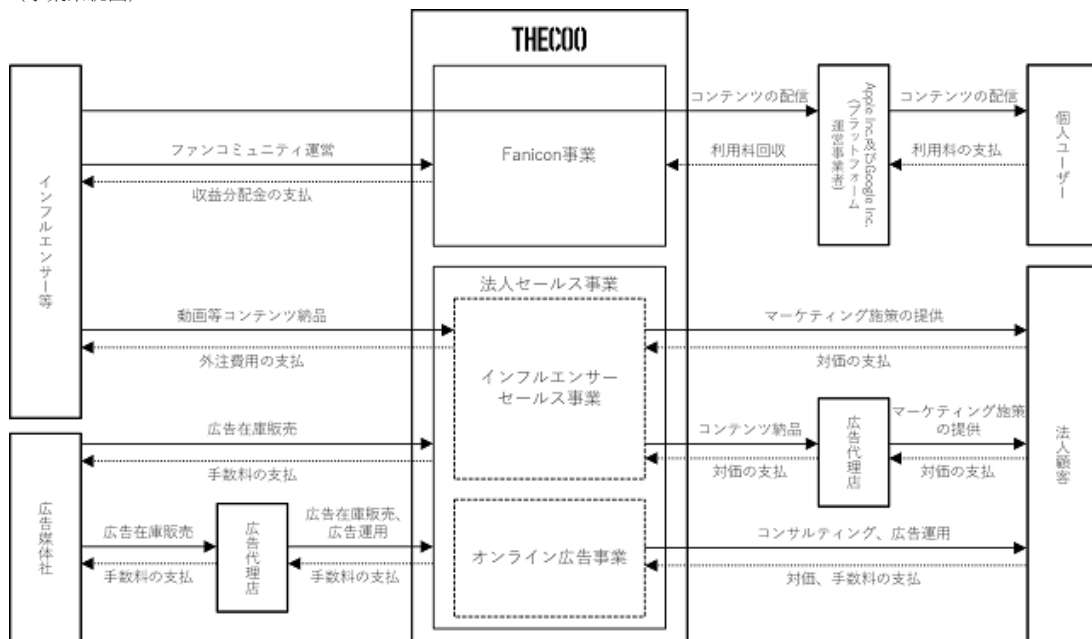 THECOO
インフルエンサー等
コンテンツの配信
ファンコミュニティ運営
収益分配金の支払
Fanicon事業
利用料回収
Apple Inc.及びGoogle Inc.
(プラットフォーム
運営事業者)
コンテンツの配信
利用料の支払
個人ユーザー
法人セールス事業
動画等コンテンツ納品
外注費用の支払
インフルエンサー
セールス事業
マーケティング施策の提供
対価の支払
広告在庫販売
手数料の支払
コンテンツ納品
対価の支払
広告代理店
マーケティング施策
の提供
対価の支払
法人顧客
広告媒体社
広告在庫販売
手数料の支払
広告代理店
広告在庫販売、
広告運用
手数料の支払
オンライン広告事業
コンサルティング、広告運用
対価、手数料の支払